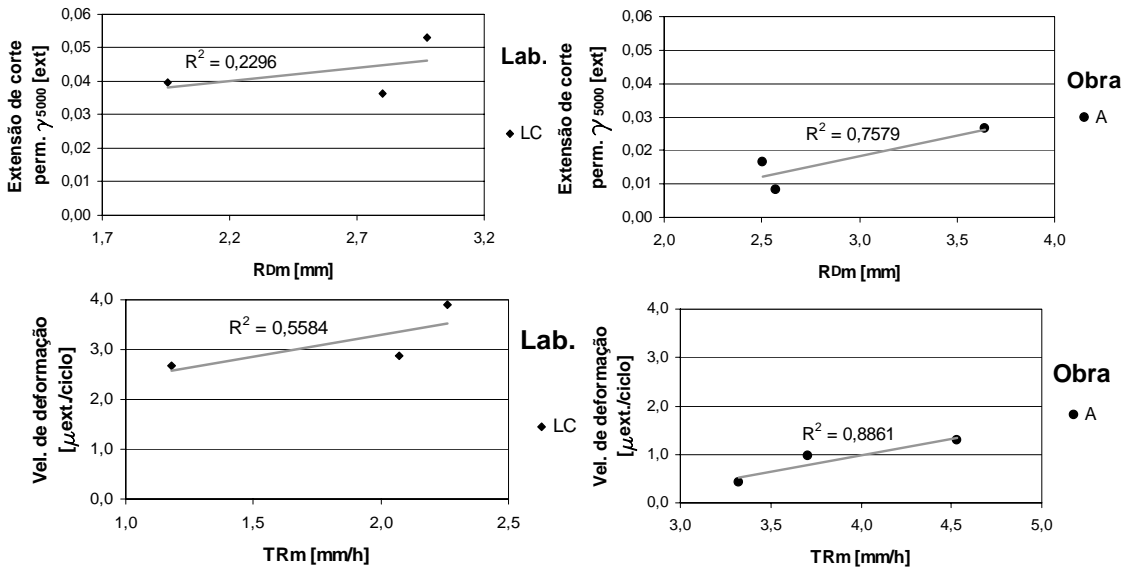 Extensão de corte
perm. γ 5000 [ext]
0,06
0,05
0,04
0,03
0,02
0,01
0,00
R² = 0,2296
1,7
2,2
2,7
3,2
RDm [mm]
Lab.
LC
Extensão de corte
perm. γ 5000 [ext]
0,06
0,05
0,04
0,03
0,02
0,01
0,00
R² = 0,7579
2,0
2,5
3,0
3,5
4,0
RDm [mm]
Obra
A
Vel. de deformação
[μext./ciclo]
4,0
3,0
2,0
1,0
0,0
R² = 0,5584
1,0
1,5
2,0
2,5
TRm [mm/h]
Lab.
LC
Vel. de deformação
[μext./ciclo]
4,0
3,0
2,0
1,0
0,0
R² = 0,8861
3,0
3,5
4,0
4,5
5,0
TRm [mm/h]
Obra
A